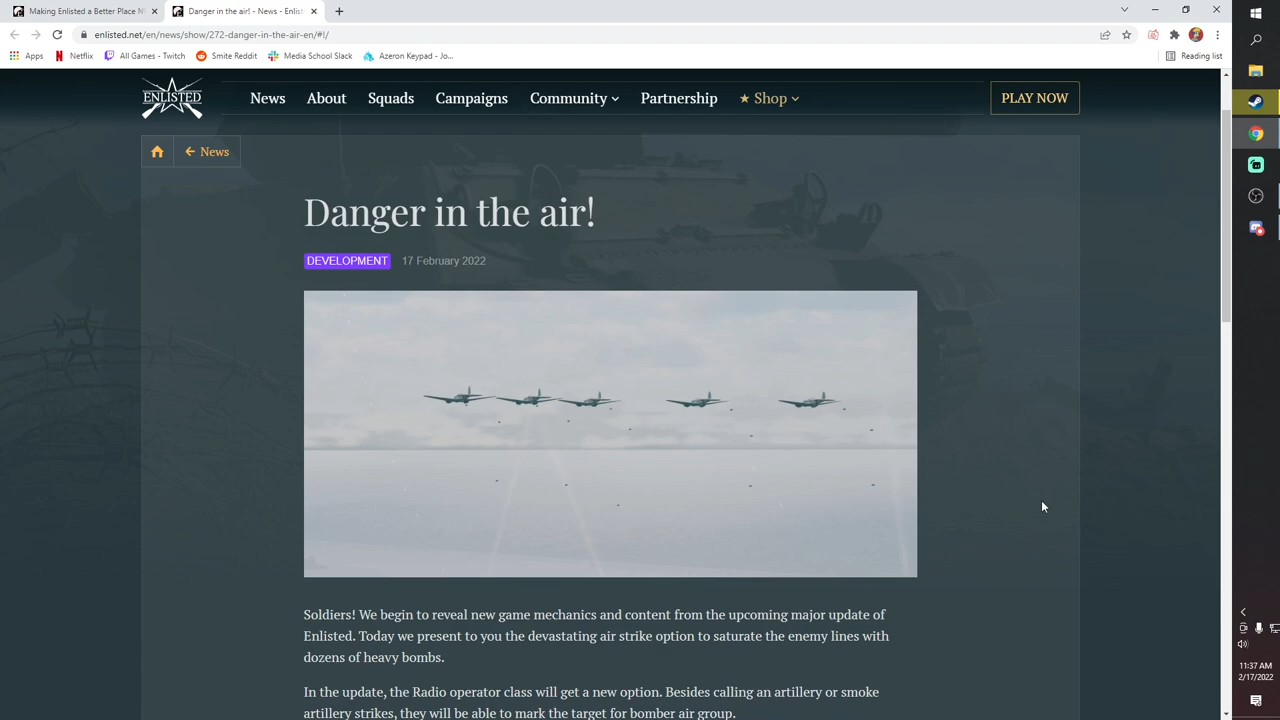 Making Enlisted a Better Place N
Danger in the air! - News - Enlis
enlisted.net/en/news/show/272-danger-in-the-air-en/#!/
Apps Netflix All Games - Twitch Smite Reddit Media School Slack Azeron Keypad - Jo... Reading list
ENLISTED
News About Squads Campaigns Community Partnership ★ Shop PLAY NOW
← News
Danger in the air!
DEVELOPMENT 17 February 2022
Soldiers! We begin to reveal new game mechanics and content from the upcoming major update of
Enlisted. Today we present to you the devastating air strike option to saturate the enemy lines with
dozens of heavy bombs.
In the update, the Radio operator class will get a new option. Besides calling an artillery or smoke
artillery strikes, they will be able to mark the target for bomber air group.
11:37 AM
2/17/2022